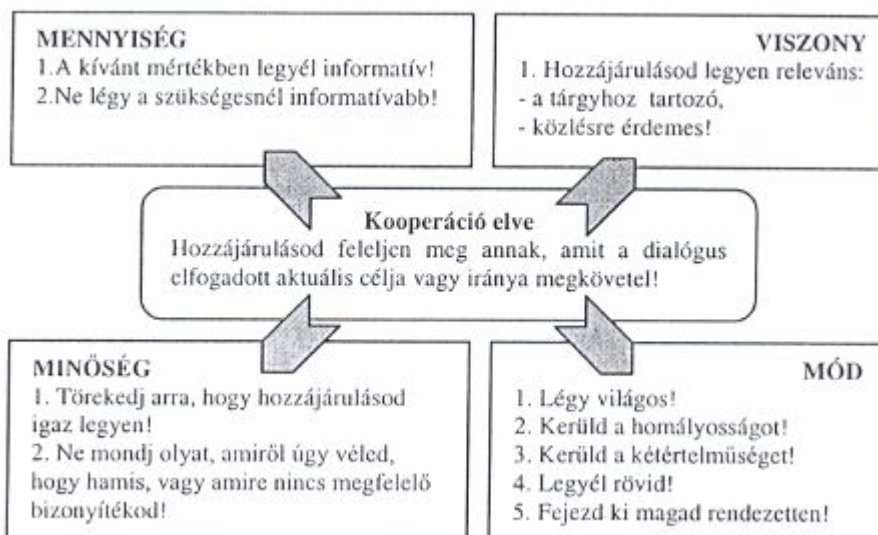 MENNYISÉG
1.A kívánt mértékben legyél informatív!
2.Ne légy a szükségesnél informatívabb!
VISZONY
1. Hozzájárulásod legyen releváns:
- a tárgyhoz tartozó,
- közlésre érdemes!
Kooperáció elve
Hozzájárulásod feleljen meg annak, amit a dialógus
elfogadott aktuális célja vagy iránya megkövetel!
MINŐSÉG
1. Törekedj arra, hogy hozzájárulásod
igaz legyen!
2. Ne mondj olyat, amiről úgy véled,
hogy hamis, vagy amire nincs megfelelő
bizonyítékod!
MÓD
1. Légy világos!
2. Kerüld a homályosságot!
3. Kerüld a kétértelműséget!
4. Legyél rövid!
5. Fejezd ki magad rendezetten!